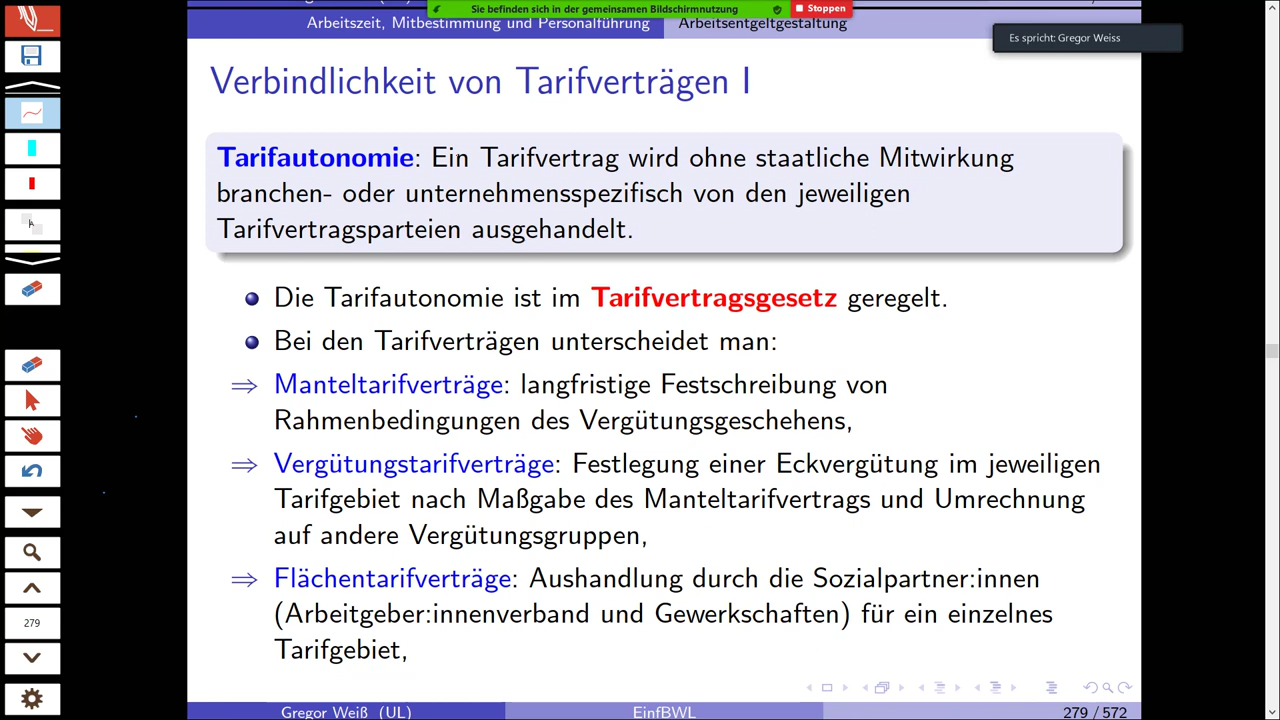 Sie befinden sich in der gemeinsamen Bildschirmnutzung
Stoppen
Arbeitszeit, Mitbestimmung und Personalführung
Arbeitsentgeltgestaltung
Es spricht: Gregor Weiss
Verbindlichkeit von Tarifverträgen I
Tarifautonomie: Ein Tarifvertrag wird ohne staatliche Mitwirkung
branchen- oder unternehmensspezifisch von den jeweiligen
Tarifvertragsparteien ausgehandelt.
Die Tarifautonomie ist im Tarifvertragsgesetz geregelt.
Bei den Tarifverträgen unterscheidet man:
⇒ Manteltarifverträge: langfristige Festschreibung von
Rahmenbedingungen des Vergütungsgeschehens,
⇒ Vergütungstarifverträge: Festlegung einer Eckvergütung im jeweiligen
Tarifgebiet nach Maßgabe des Manteltarifvertrags und Umrechnung
auf andere Vergütungsgruppen,
⇒ Flächentarifverträge: Aushandlung durch die Sozialpartner:innen
(Arbeitgeber:innenverband und Gewerkschaften) für ein einzelnes
Tarifgebiet,
279
Gregor Weiß (UL)
EinfBWL
279 / 572